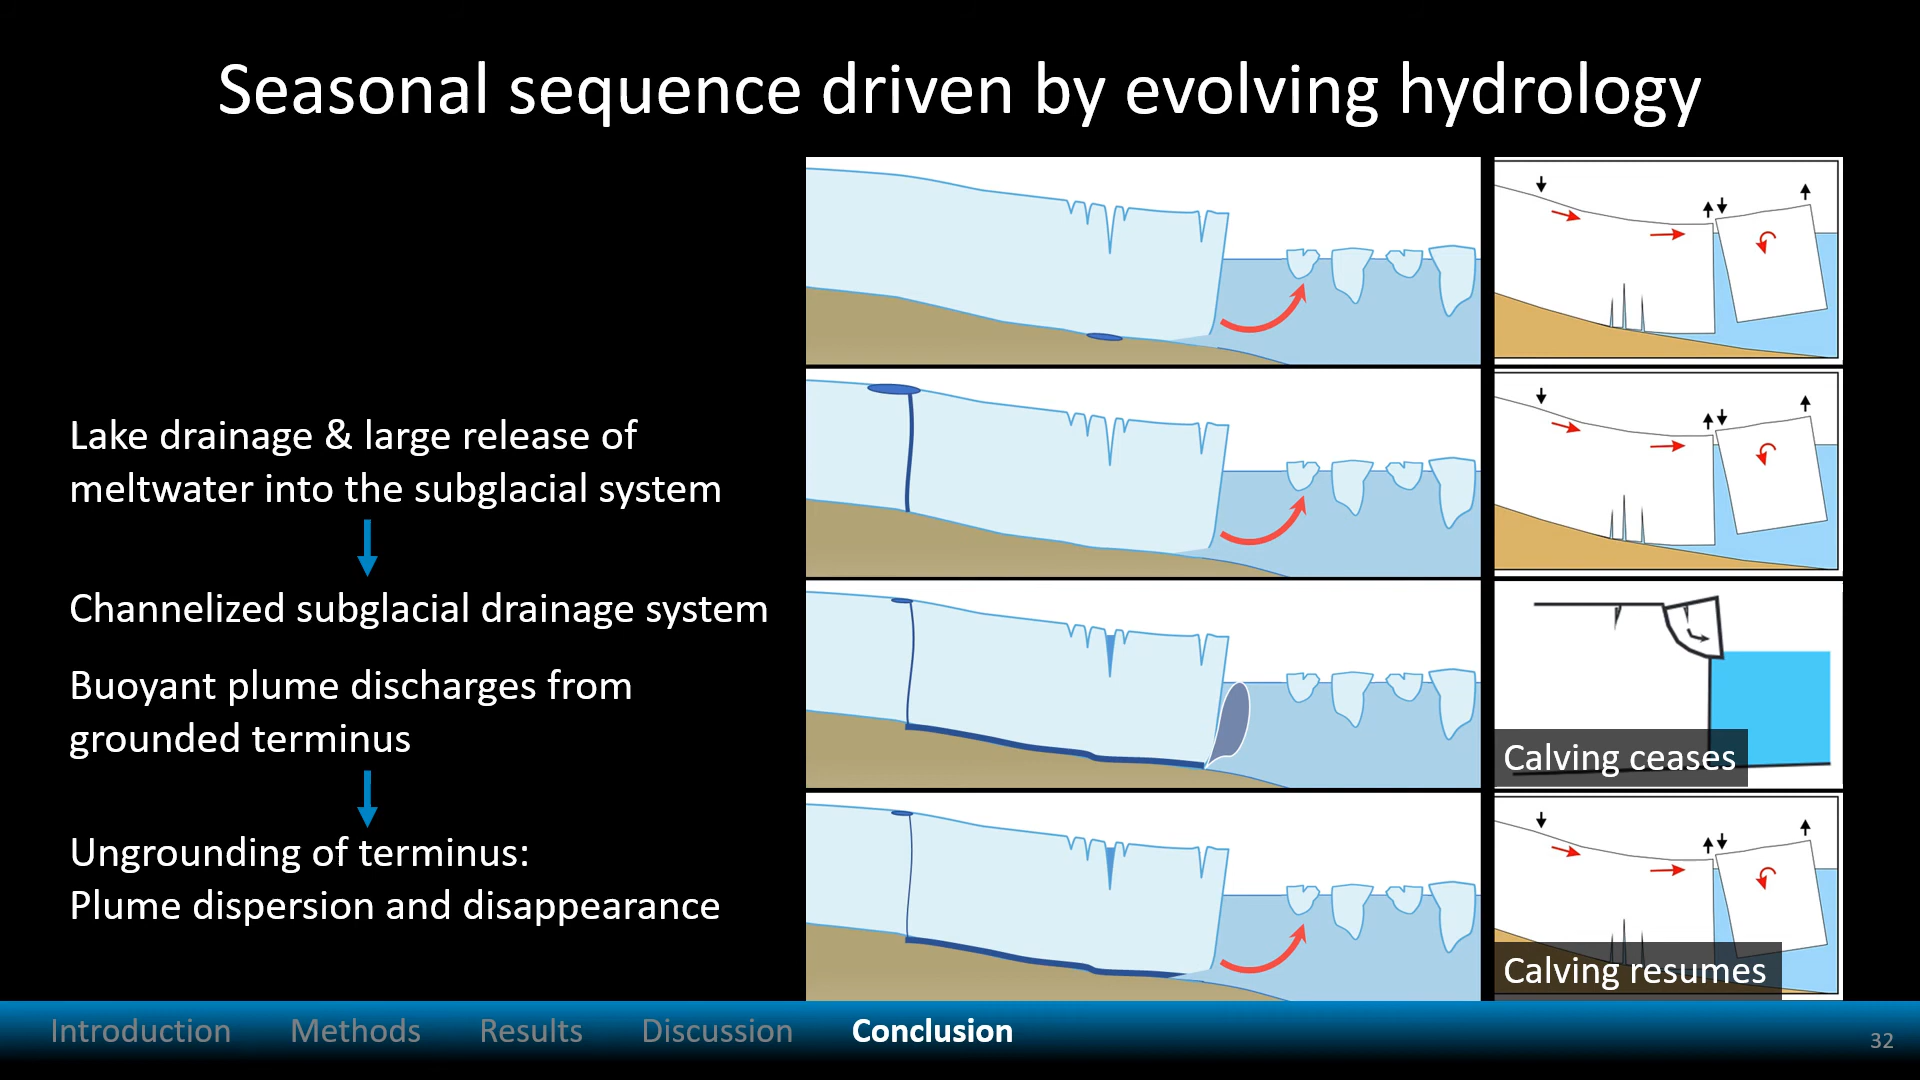 Seasonal sequence driven by evolving hydrology
Lake drainage & large release of
meltwater into the subglacial system
Channelized subglacial drainage system
Buoyant plume discharges from
grounded terminus
Ungrounding of terminus:
Plume dispersion and disappearance
Calving ceases
Calving resumes
Introduction Methods Results Discussion Conclusion
32